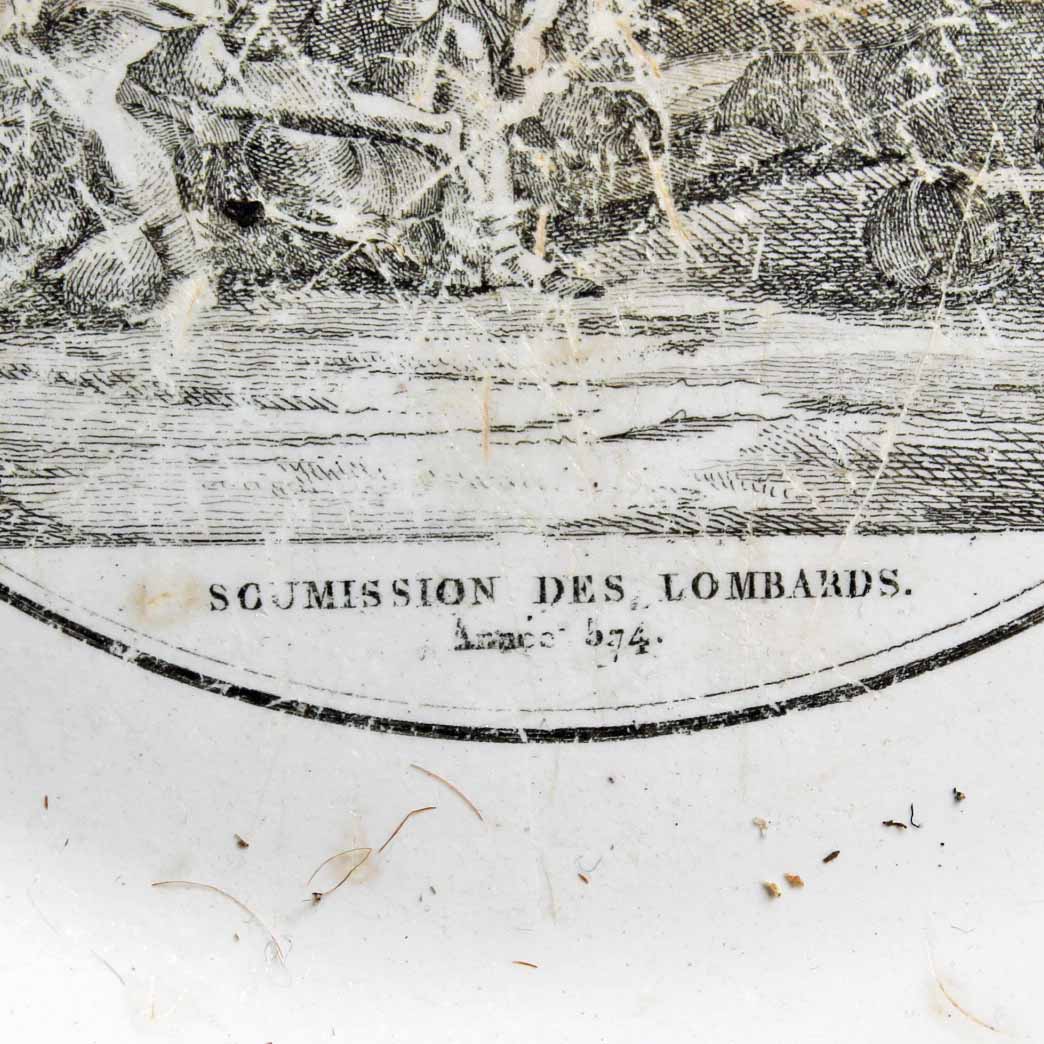 SOUMISSION DES LOMBARDS.
Année 574.